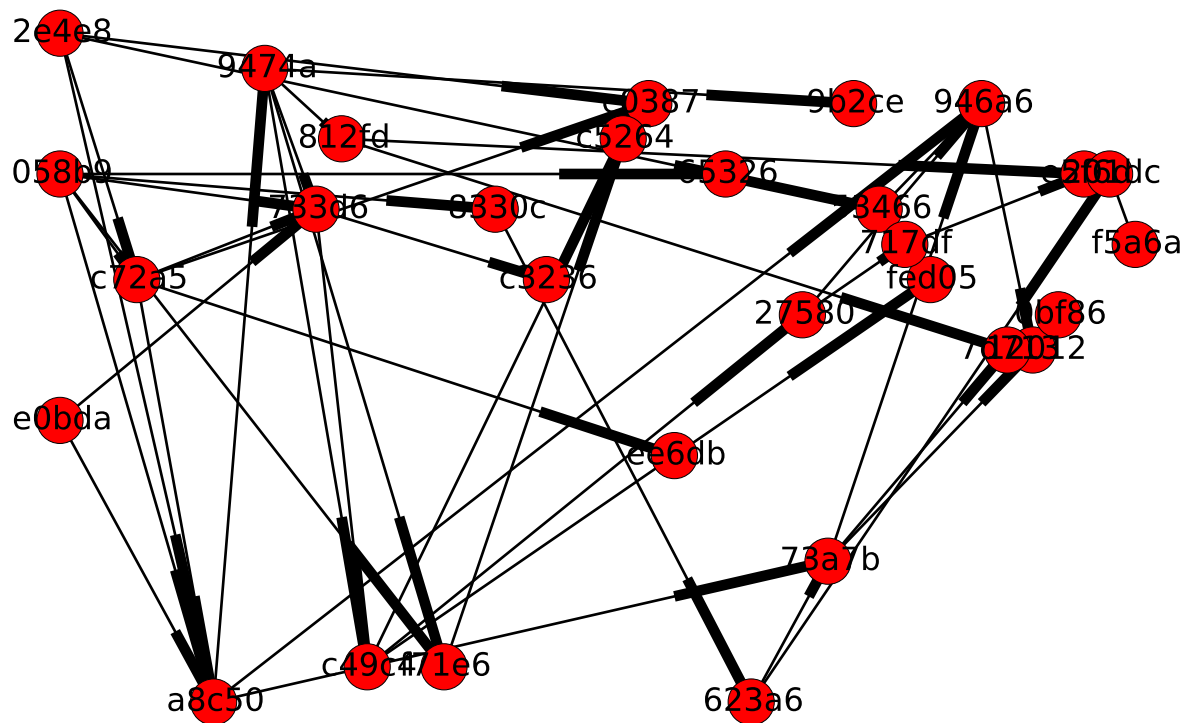 2e4e8
9474a
c0387
9b2ce
946a6
812fd
c5264
058b9
65326
733d6
8330c
53466
717df
f5a6a
c72a5
c3236
fed05
27580
e0bda
ee6db
73a7b
c49c4
a8c50
623a6